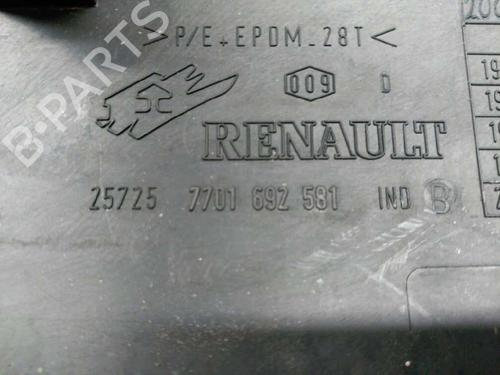 >P/E+EPDM_28T<
009 D
RENAULT
25725 7701 692 581 IND B
B-PARTS